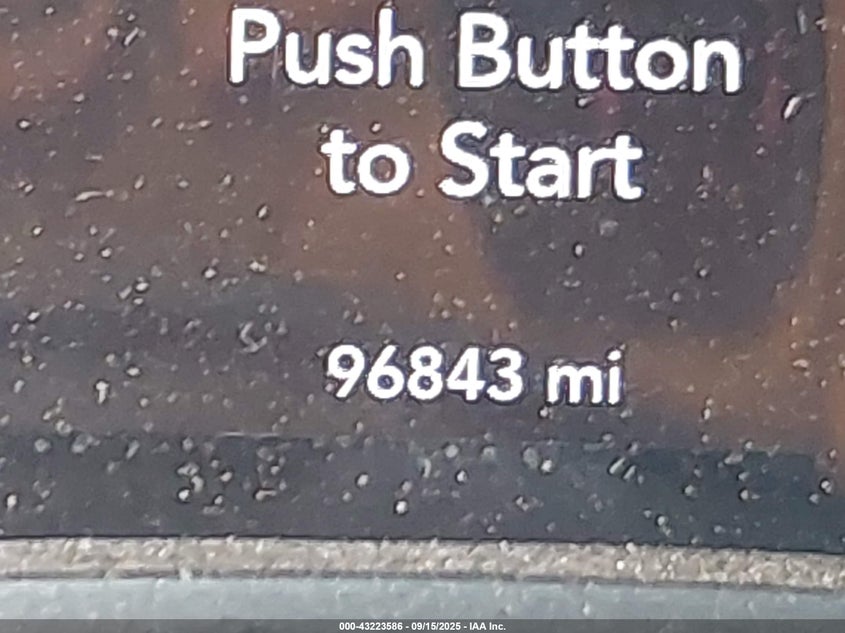 Push Button
to Start
96843 mi
000-43223586 - 09/15/2025 - IAA Inc.